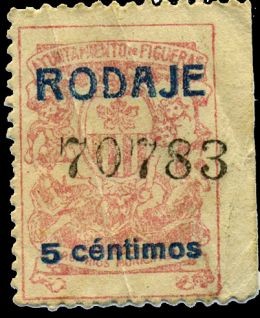 AYUNTAMIENTO DE FIGUERAS
RODAJE
70783
5 céntimos